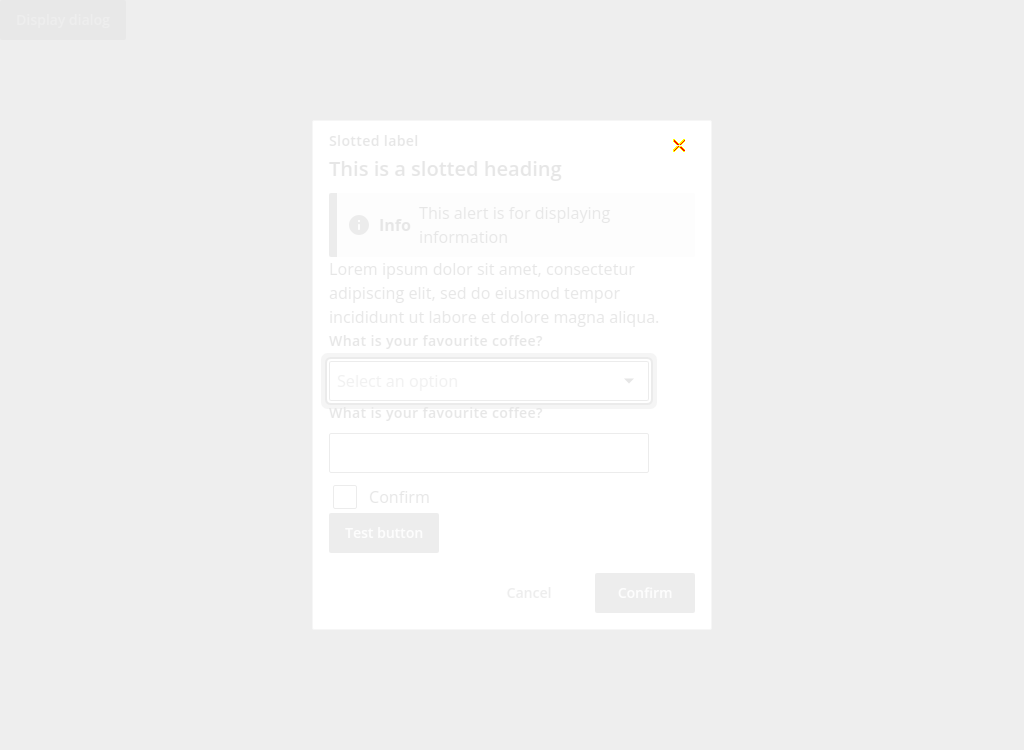 Display dialog
Slotted label
This is a slotted heading
Info
This alert is for displaying
information
Lorem ipsum dolor sit amet, consectetur
adipiscing elit, sed do eiusmod tempor
incididunt ut labore et dolore magna aliqua.
What is your favourite coffee?
Select an option
What is your favourite coffee?
Confirm
Test button
Cancel
Confirm